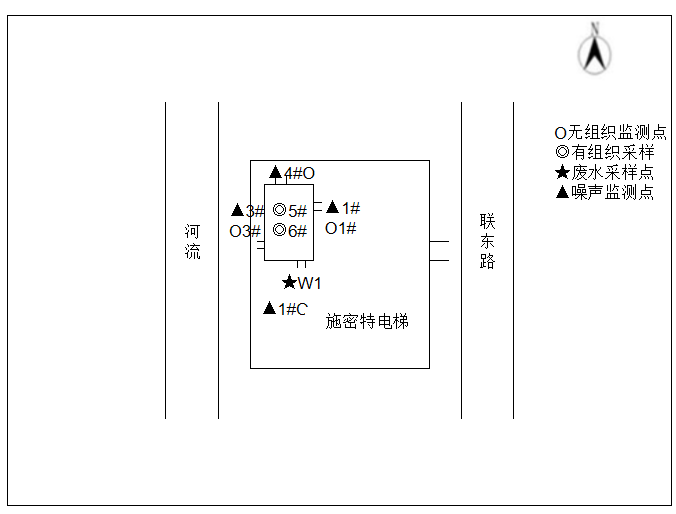 N
O无组织监测点
◎有组织采样
★废水采样点
▲噪声监测点
▲4#O
▲3#
◎5#
▲1#
O3#
◎6#
O1#
河流
联东路
★W1
▲1#O
施密特电梯